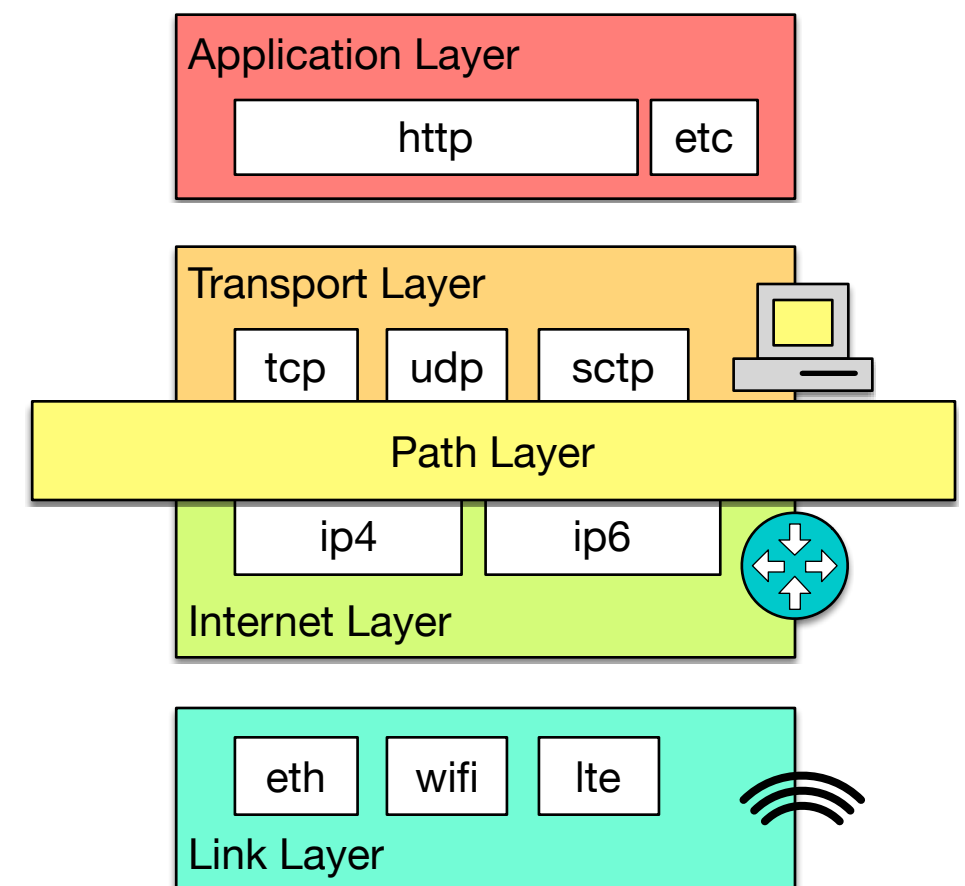 Application Layer
http etc
Transport Layer
tcp udp sctp
Path Layer
ip4 ip6
Internet Layer
eth wifi lte
Link Layer